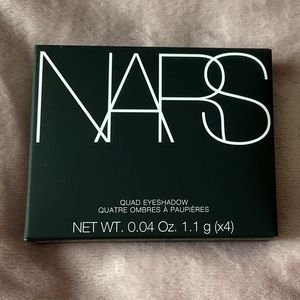 NARS
QUAD EYESHADOW
QUATRE OMBRES À PAUPIÈRES
NET WT. 0.04 Oz. 1.1 g (x4)